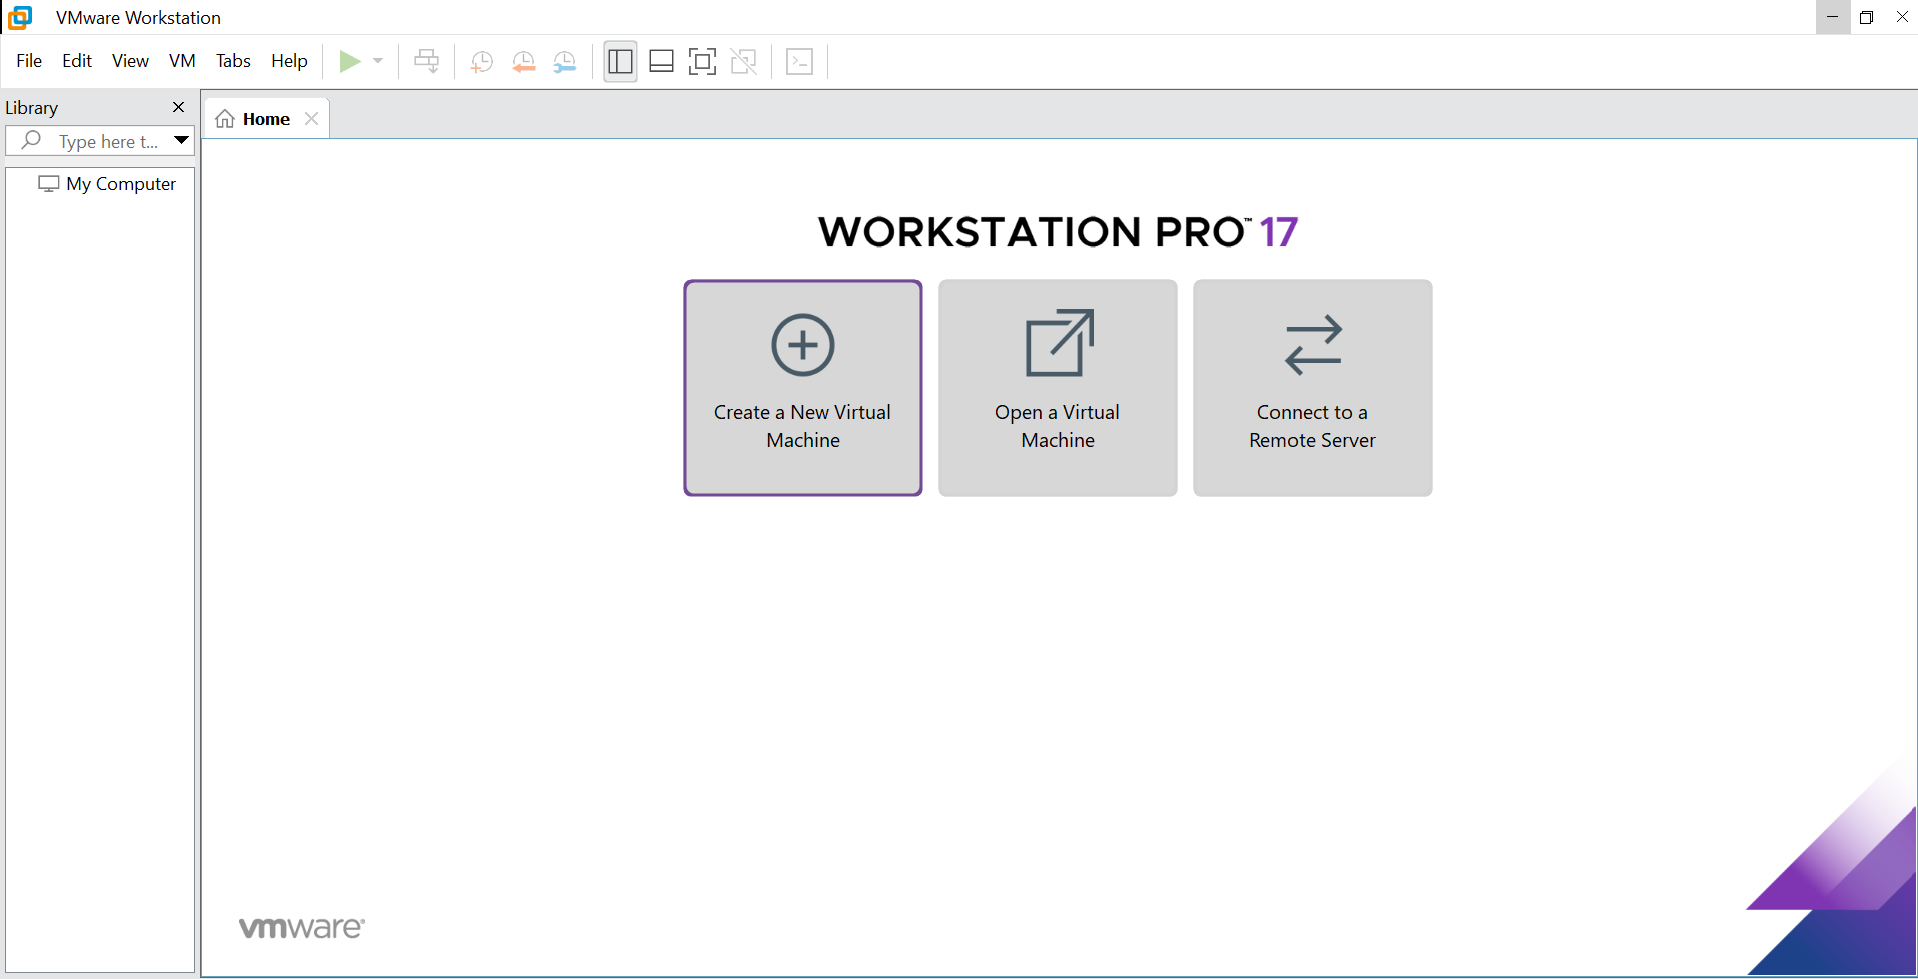 VMware Workstation
File Edit View VM Tabs Help
Library
Home
Type here t...
My Computer
WORKSTATION PRO™ 17
Create a New Virtual
Machine
Open a Virtual
Machine
Connect to a
Remote Server
vmware®